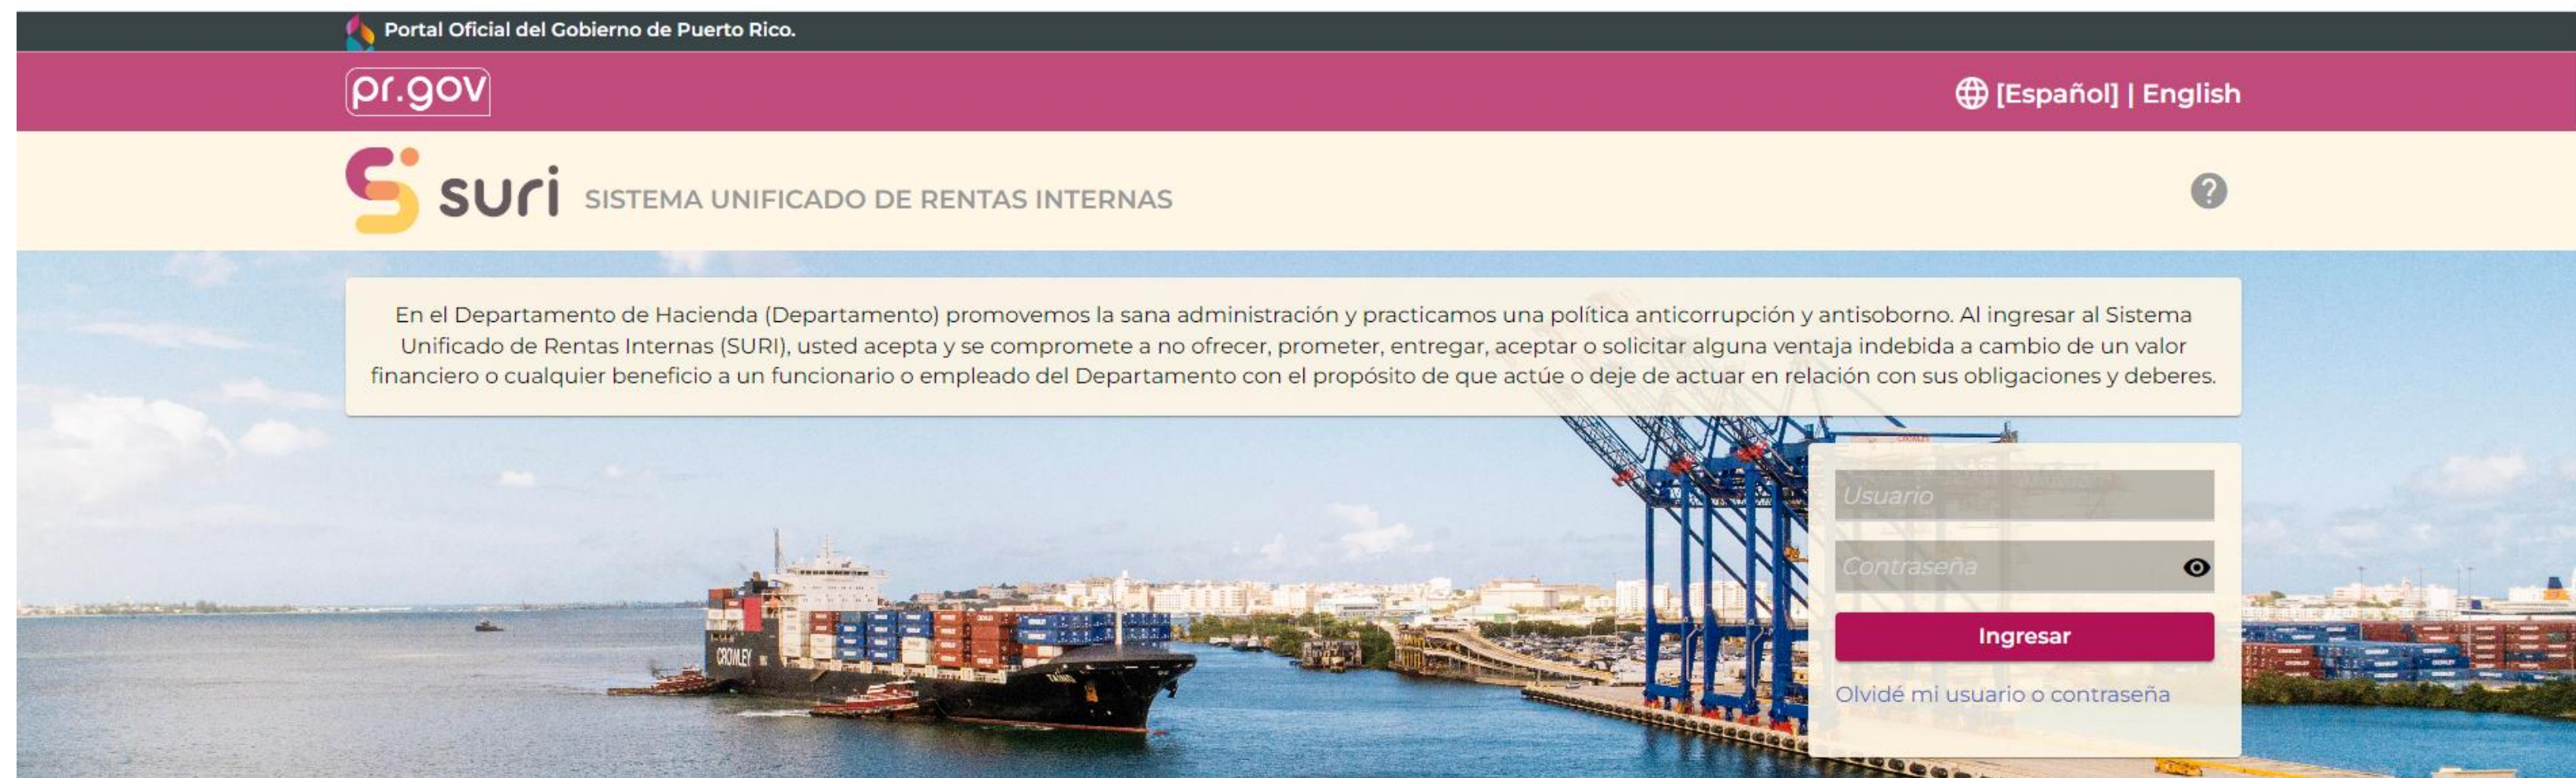 Portal Oficial del Gobierno de Puerto Rico.
pr.gov
[Español] | English
suri SISTEMA UNIFICADO DE RENTAS INTERNAS
?
En el Departamento de Hacienda (Departamento) promovemos la sana administración y practicamos una política anticorrupción y antisoborno. Al ingresar al Sistema
Unificado de Rentas Internas (SURI), usted acepta y se compromete a no ofrecer, prometer, entregar, aceptar o solicitar alguna ventaja indebida a cambio de un valor
financiero o cualquier beneficio a un funcionario o empleado del Departamento con el propósito de que actúe o deje de actuar en relación con sus obligaciones y deberes.
CROWLEY
Usuario
Contraseña
Ingresar
Olvidé mi usuario o contraseña
CROWLEY
TAÍNO